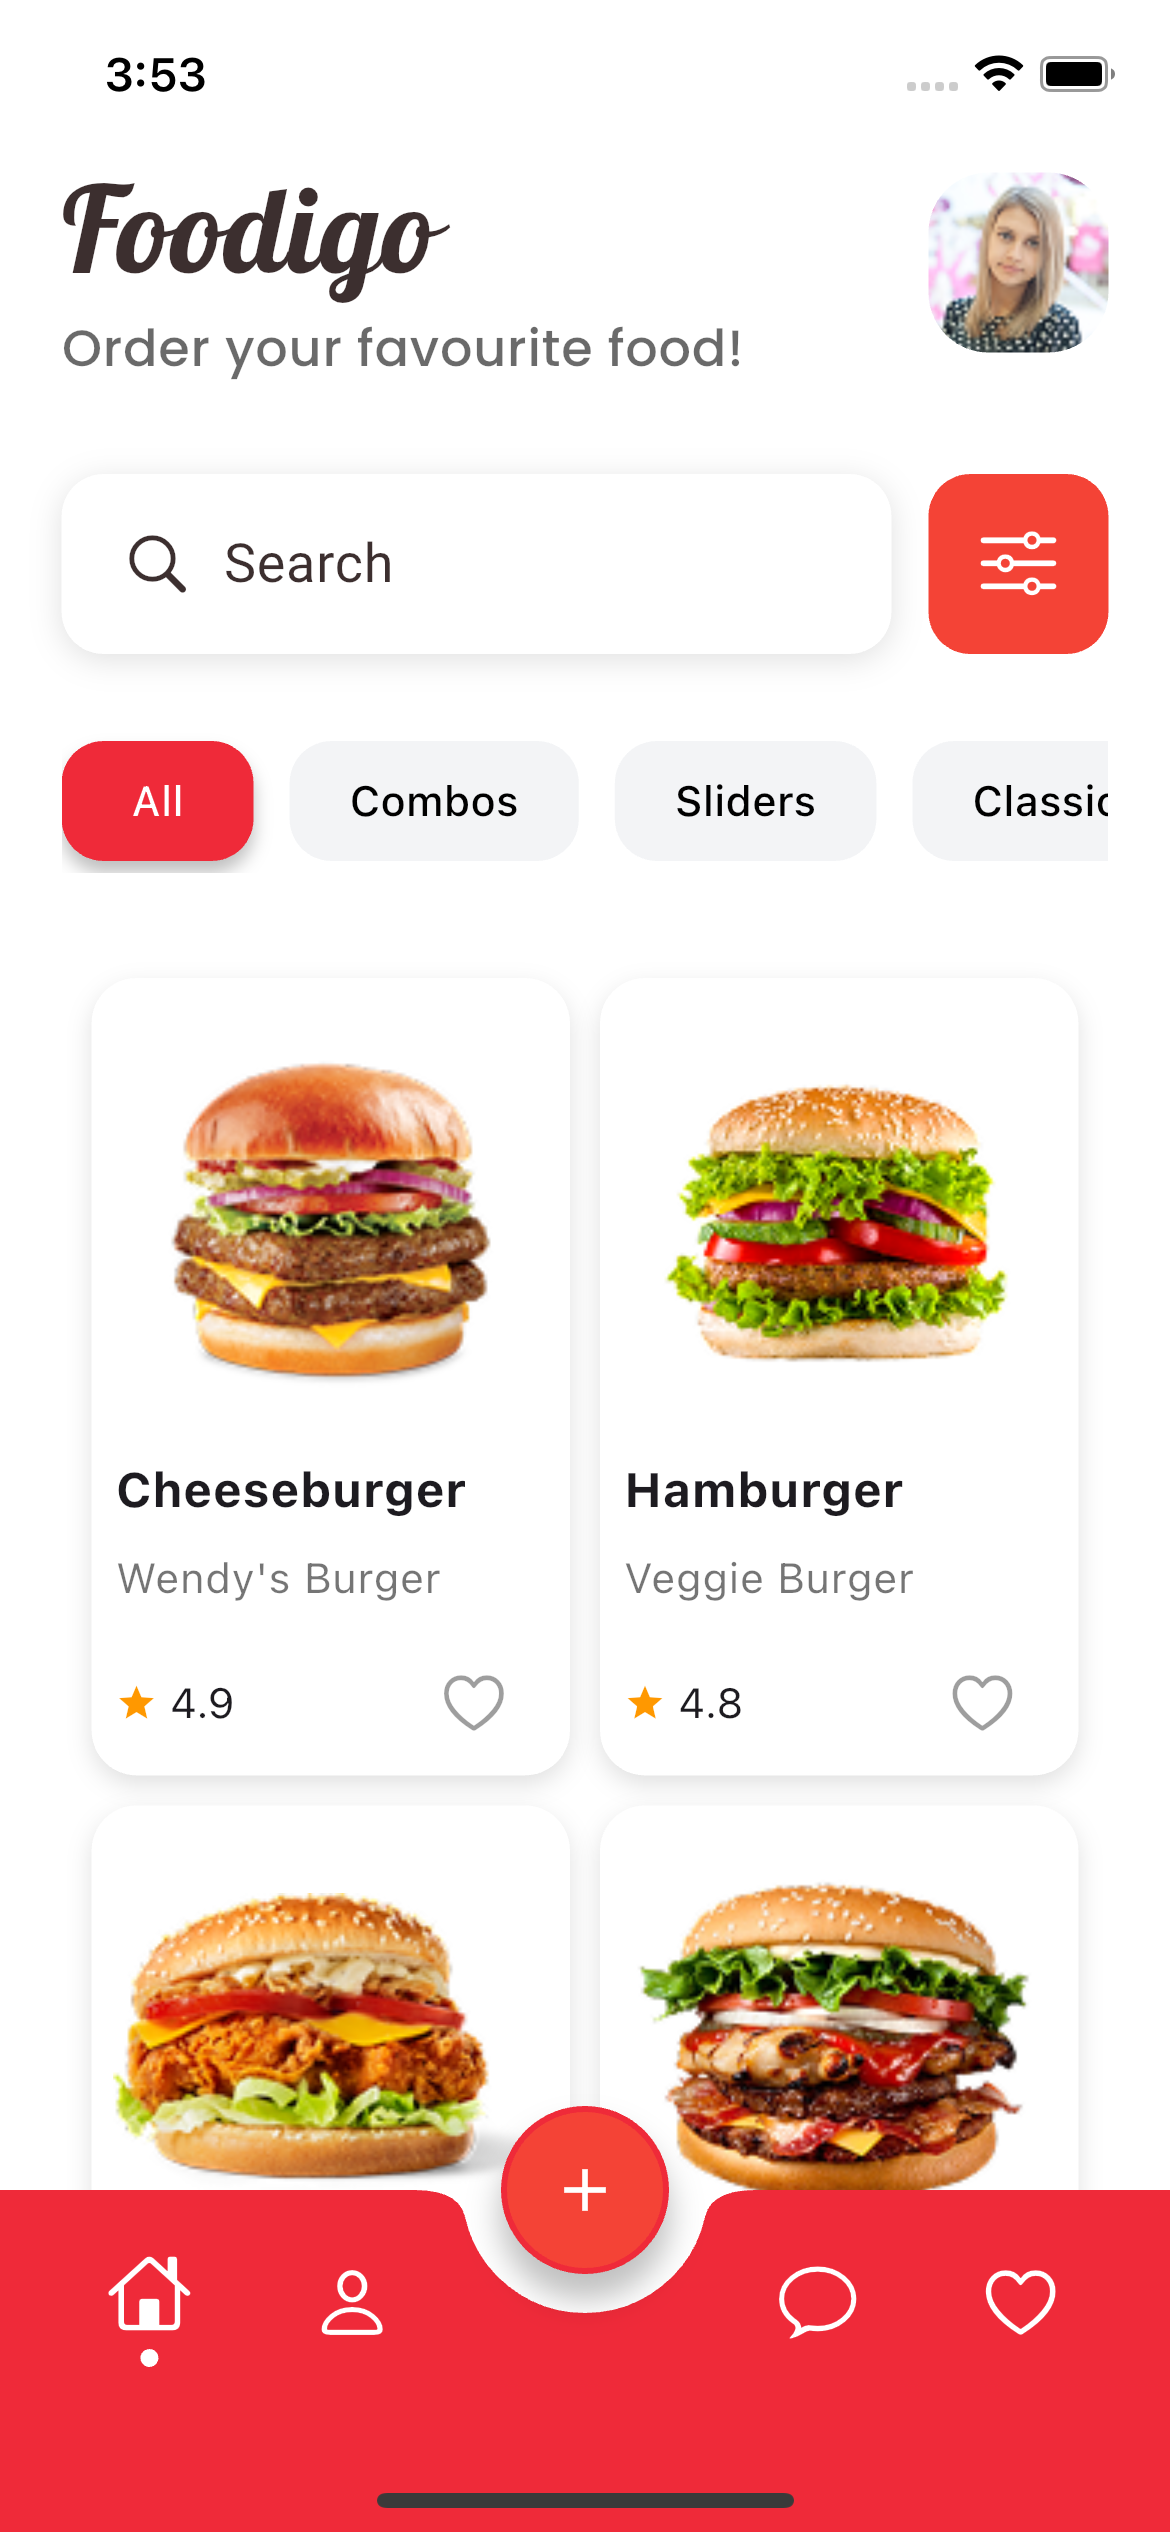 3:53
Foodigo
Order your favourite food!
Search
All Combos Sliders Classic
Cheeseburger Hamburger
Wendy's Burger Veggie Burger
4.9 4.8